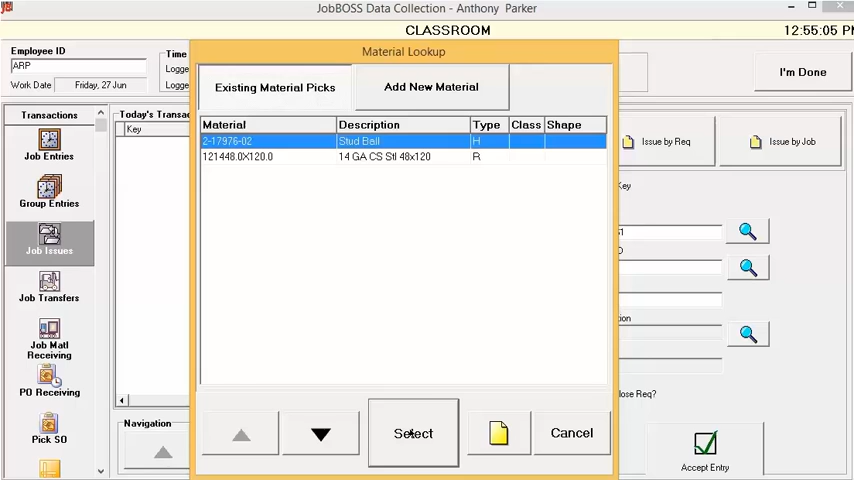 JobBOSS Data Collection - Anthony Parker
CLASSROOM
12:55:05 PM
Employee ID
ARP
Work Date
Friday, 27 Jun
Time
Logge
Logge
I'm Done
Transactions
Job Entries
Group Entries
Job Issues
Job Transfers
Job Matl
Receiving
PO Receiving
Pick SO
Today's Transac
Key
Navigation
Material Lookup
Existing Material Picks
Add New Material
Material Description Type Class Shape
2-17976-02 Stud Ball H
121448.0X120.0 14 GA CS Stl 48x120 R
Select
Cancel
Issue by Req
Issue by Job
Key
tion
lose Req?
Accept Entry